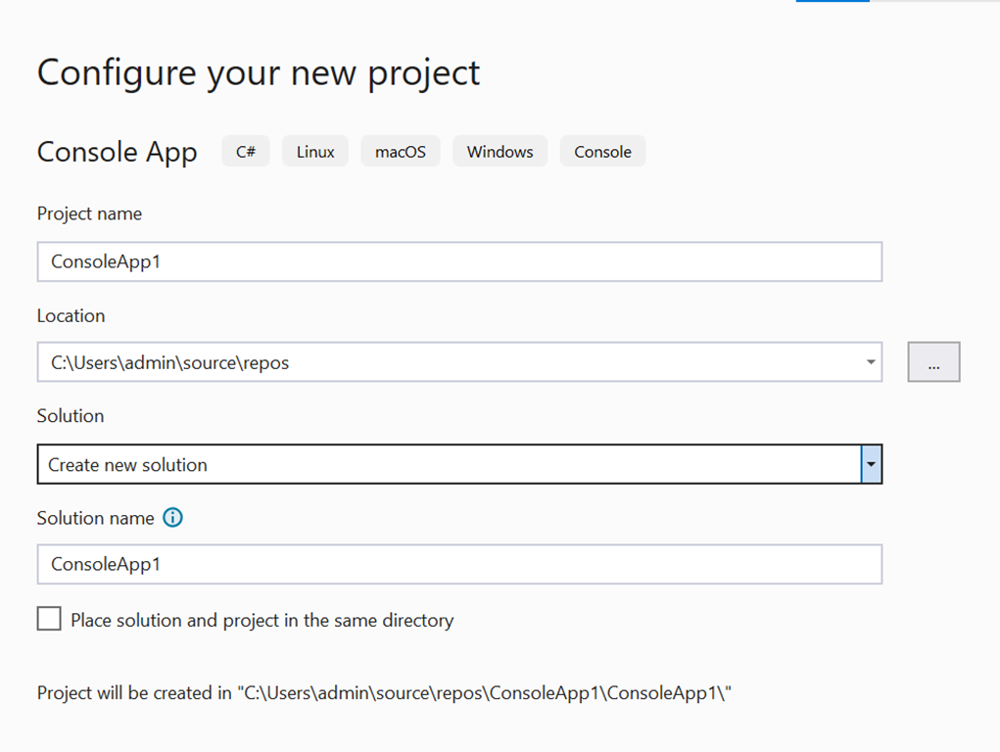 Configure your new project
Console App C# Linux macOS Windows Console
Project name
ConsoleApp1
Location
C:\Users\admin\source\repos
...
Solution
Create new solution
Solution name
ConsoleApp1
Place solution and project in the same directory
Project will be created in "C:\Users\admin\source\repos\ConsoleApp1\ConsoleApp1\"